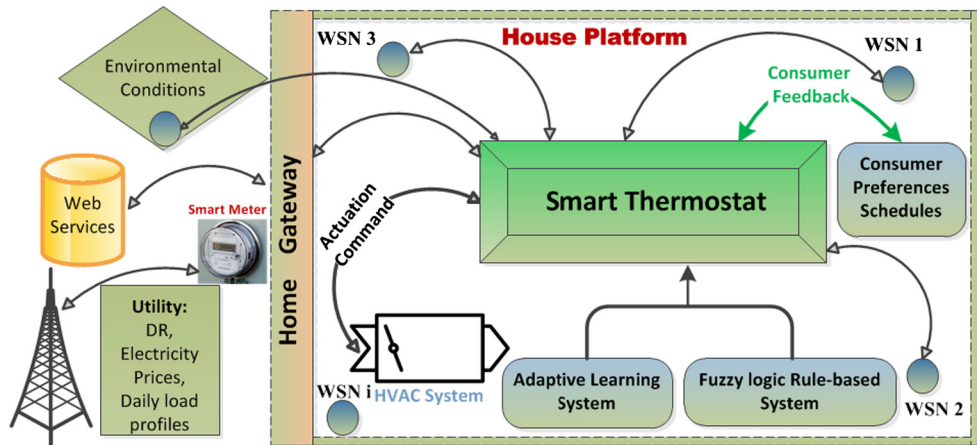 WSN 3
House Platform
WSN 1
Environmental
Conditions
Consumer
Feedback
Web
Services
Smart Meter
Home Gateway
Actuation
Command
Smart Thermostat
Consumer
Preferences
Schedules
Utility:
DR,
Electricity
Prices,
Daily load
profiles
WSN i
HVAC System
Adaptive Learning
System
Fuzzy logic Rule-based
System
WSN 2